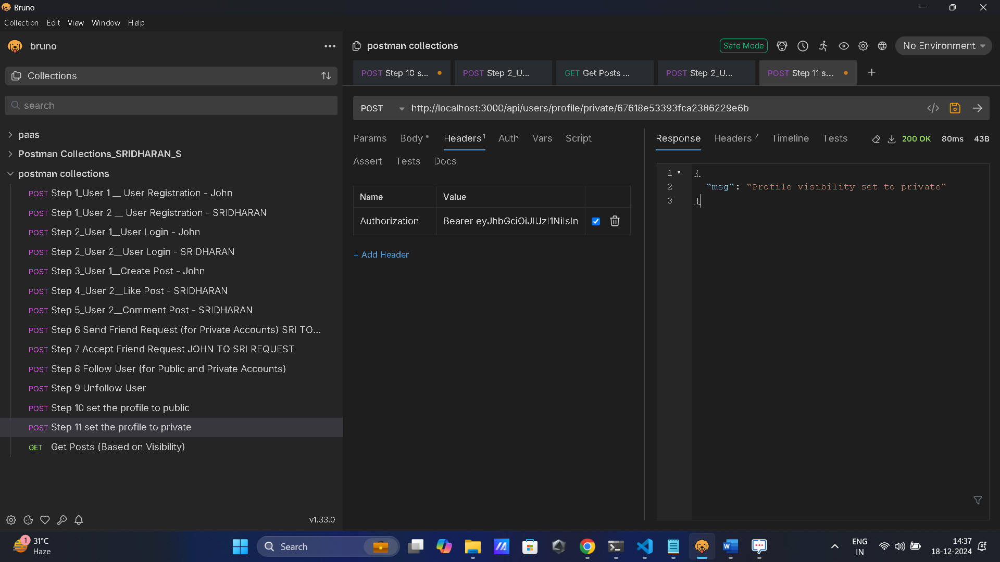 Bruno
Collection Edit View Window Help
bruno
Collections
search
paas
Postman Collections_SRIDHARAN_S
postman collections
POST Step 1_User 1 __ User Registration - John
POST Step 1_User 2 __ User Registration - SRIDHARAN
POST Step 2_User 1__User Login - John
POST Step 2_User 2__User Login - SRIDHARAN
POST Step 3_User 1__Create Post - John
POST Step 4_User 2__Like Post - SRIDHARAN
POST Step 5_User 2__Comment Post - SRIDHARAN
POST Step 6 Send Friend Request (for Private Accounts) SRI TO...
POST Step 7 Accept Friend Request JOHN TO SRI REQUEST
POST Step 8 Follow User (for Public and Private Accounts)
POST Step 9 Unfollow User
POST Step 10 set the profile to public
POST Step 11 set the profile to private
GET Get Posts (Based on Visibility)
v1.33.0
postman collections
Safe Mode
No Environment
POST Step 10 s...
POST Step 2_U...
GET Get Posts ...
POST Step 2_U...
POST Step 11 s...
+
POST http://localhost:3000/api/users/profile/private/67618e53393fca2386229e6b
Params Body Headers 1 Auth Vars Script
Assert Tests Docs
Name Value
Authorization Bearer eyJhbGciOiJIUzI1NiIsIn
+ Add Header
Response Headers 7 Timeline Tests 200 OK 80ms 43B
1 {
2 "msg": "Profile visibility set to private"
3 }
1
31°C
Haze
Search
ENG
IN
14:37
18-12-2024